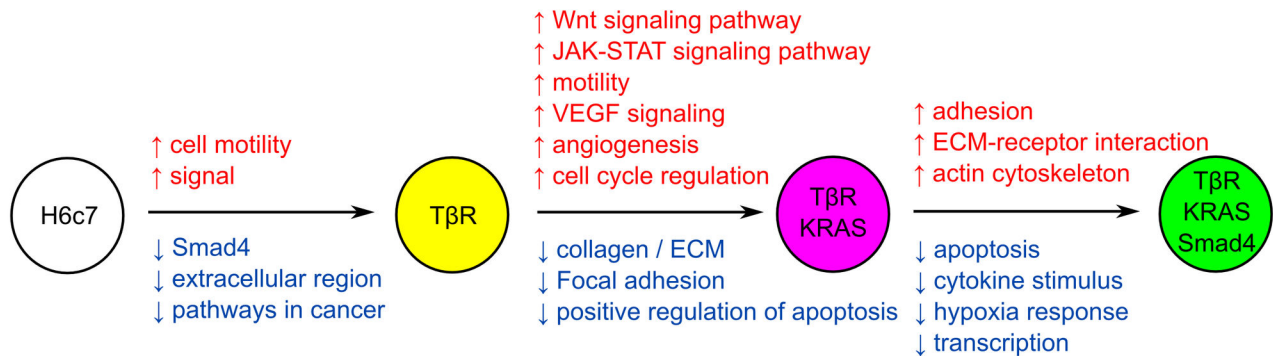 H6c7
↑ cell motility
↑ signal
↓ Smad4
↓ extracellular region
↓ pathways in cancer
TβR
↑ Wnt signaling pathway
↑ JAK-STAT signaling pathway
↑ motility
↑ VEGF signaling
↑ angiogenesis
↑ cell cycle regulation
↓ collagen / ECM
↓ Focal adhesion
↓ positive regulation of apoptosis
TβR
KRAS
↑ adhesion
↑ ECM-receptor interaction
↑ actin cytoskeleton
↓ apoptosis
↓ cytokine stimulus
↓ hypoxia response
↓ transcription
TβR
KRAS
Smad4